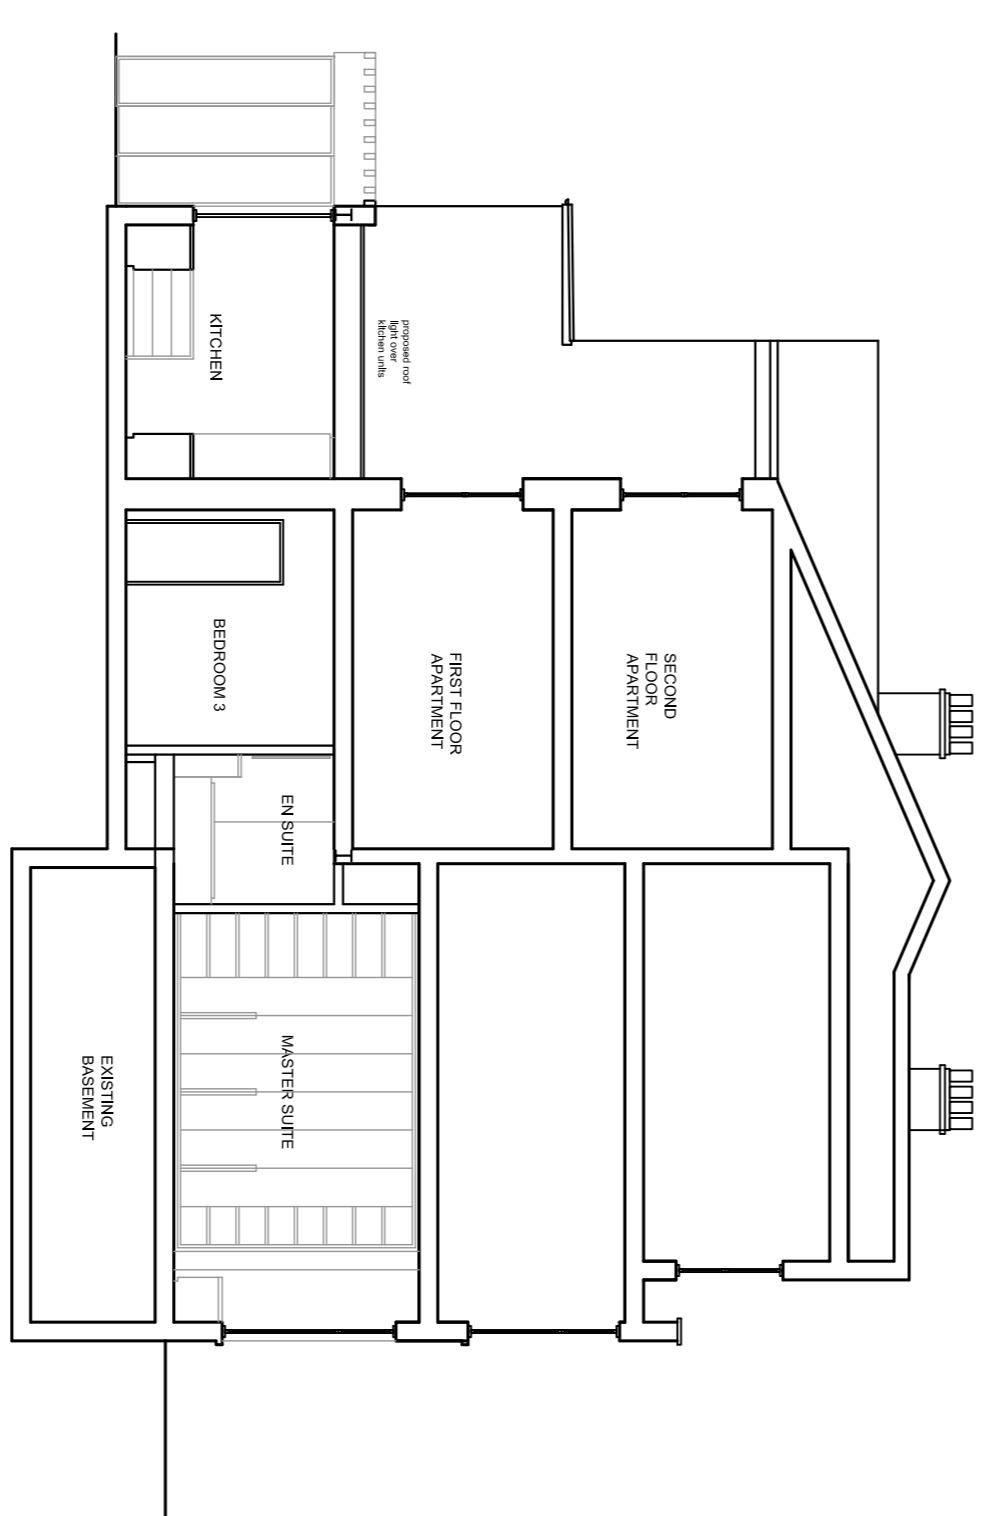 proposed roof
light over
kitchen units
KITCHEN
SECOND
FLOOR
APARTMENT
FIRST FLOOR
APARTMENT
BEDROOM 3
EN SUITE
MASTER SUITE
EXISTING
BASEMENT